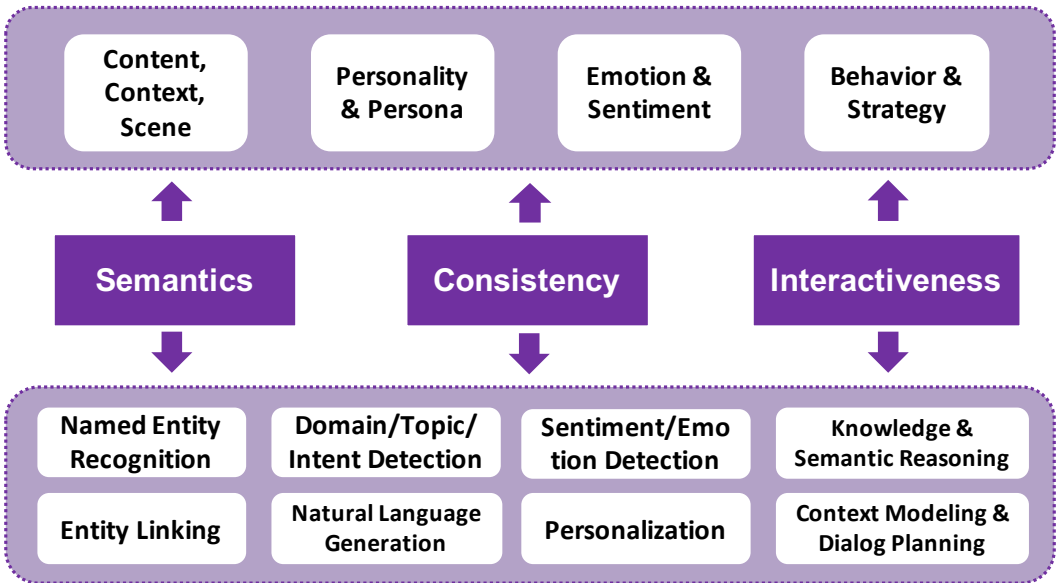 Content,
Context,
Scene
Personality
& Persona
Emotion &
Sentiment
Behavior &
Strategy
Semantics
Consistency
Interactiveness
Named Entity
Recognition
Domain/Topic/
Intent Detection
Sentiment/Emo
tion Detection
Knowledge &
Semantic Reasoning
Entity Linking
Natural Language
Generation
Personalization
Context Modeling &
Dialog Planning